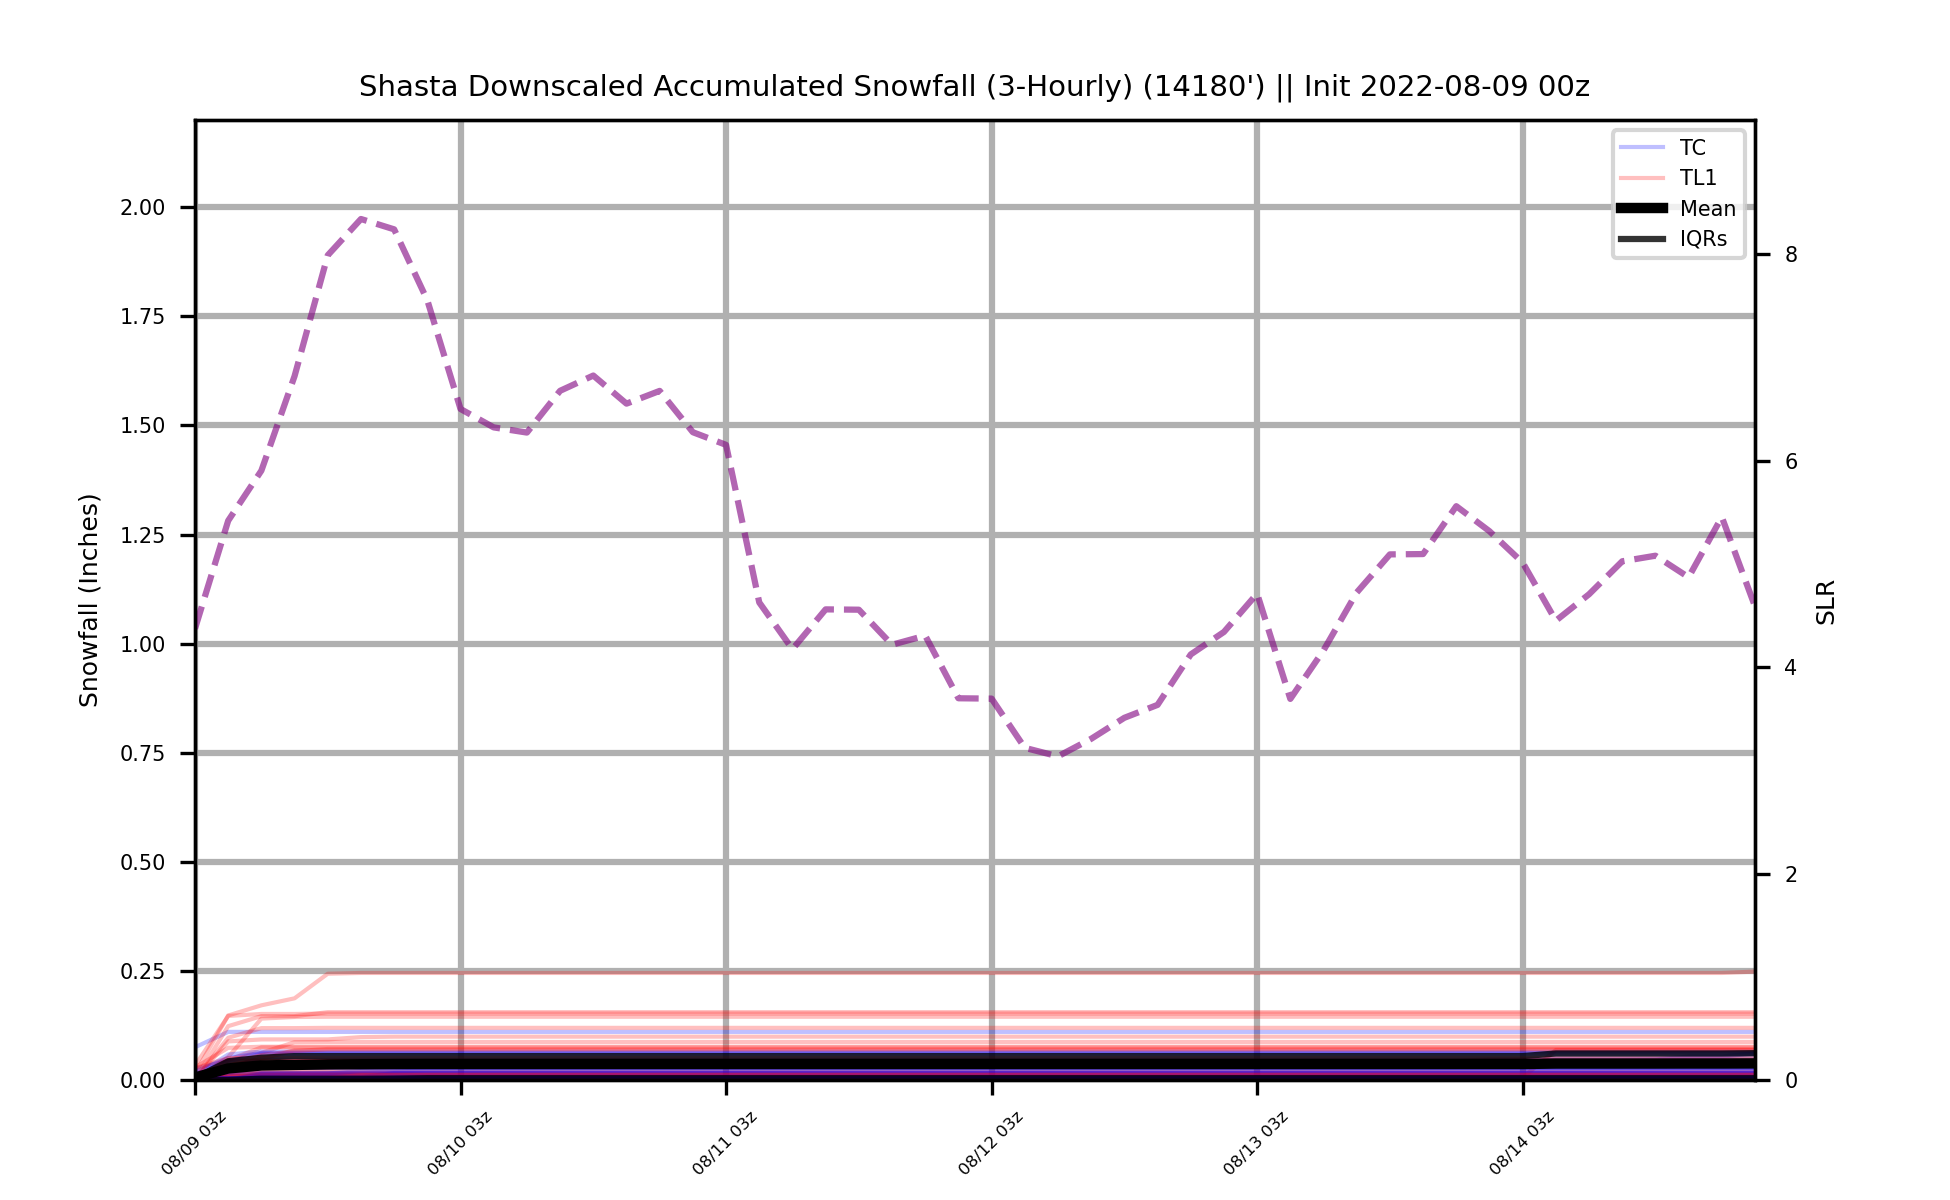 Shasta Downscaled Accumulated Snowfall (3-Hourly) (14180') || Init 2022-08-09 00z
TC
TL1
Mean
IQRs
Snowfall (Inches)
2.00
1.75
1.50
1.25
1.00
0.75
0.50
0.25
0.00
8
6
4
2
0
SLR
08/09 03z
08/10 03z
08/11 03z
08/12 03z
08/13 03z
08/14 03z